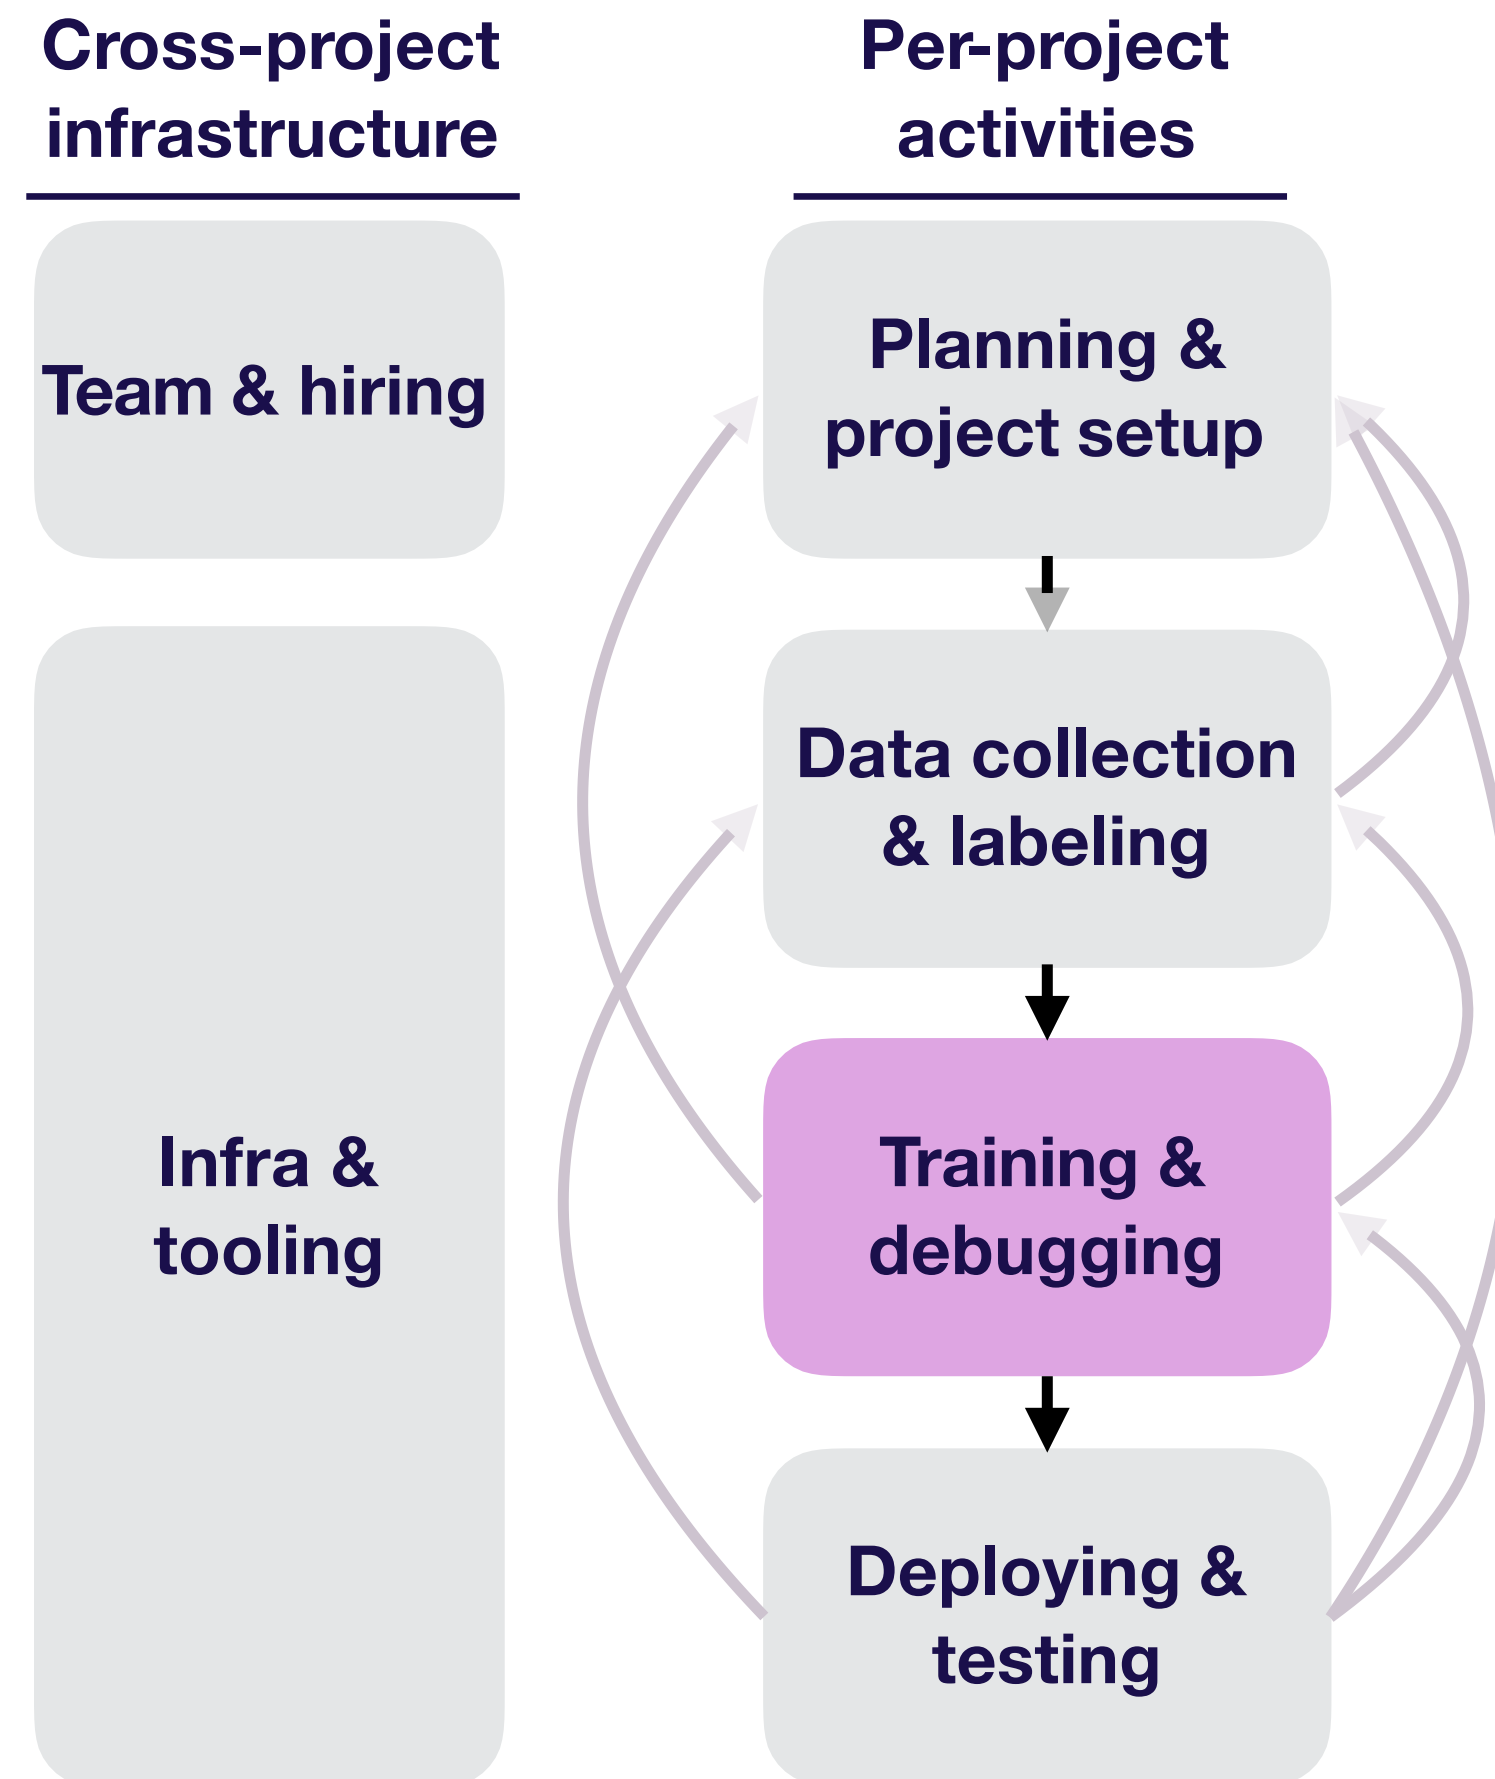 Cross-project
infrastructure
Team & hiring
Infra &
tooling
Per-project
activities
Planning &
project setup
Data collection
& labeling
Training &
debugging
Deploying &
testing